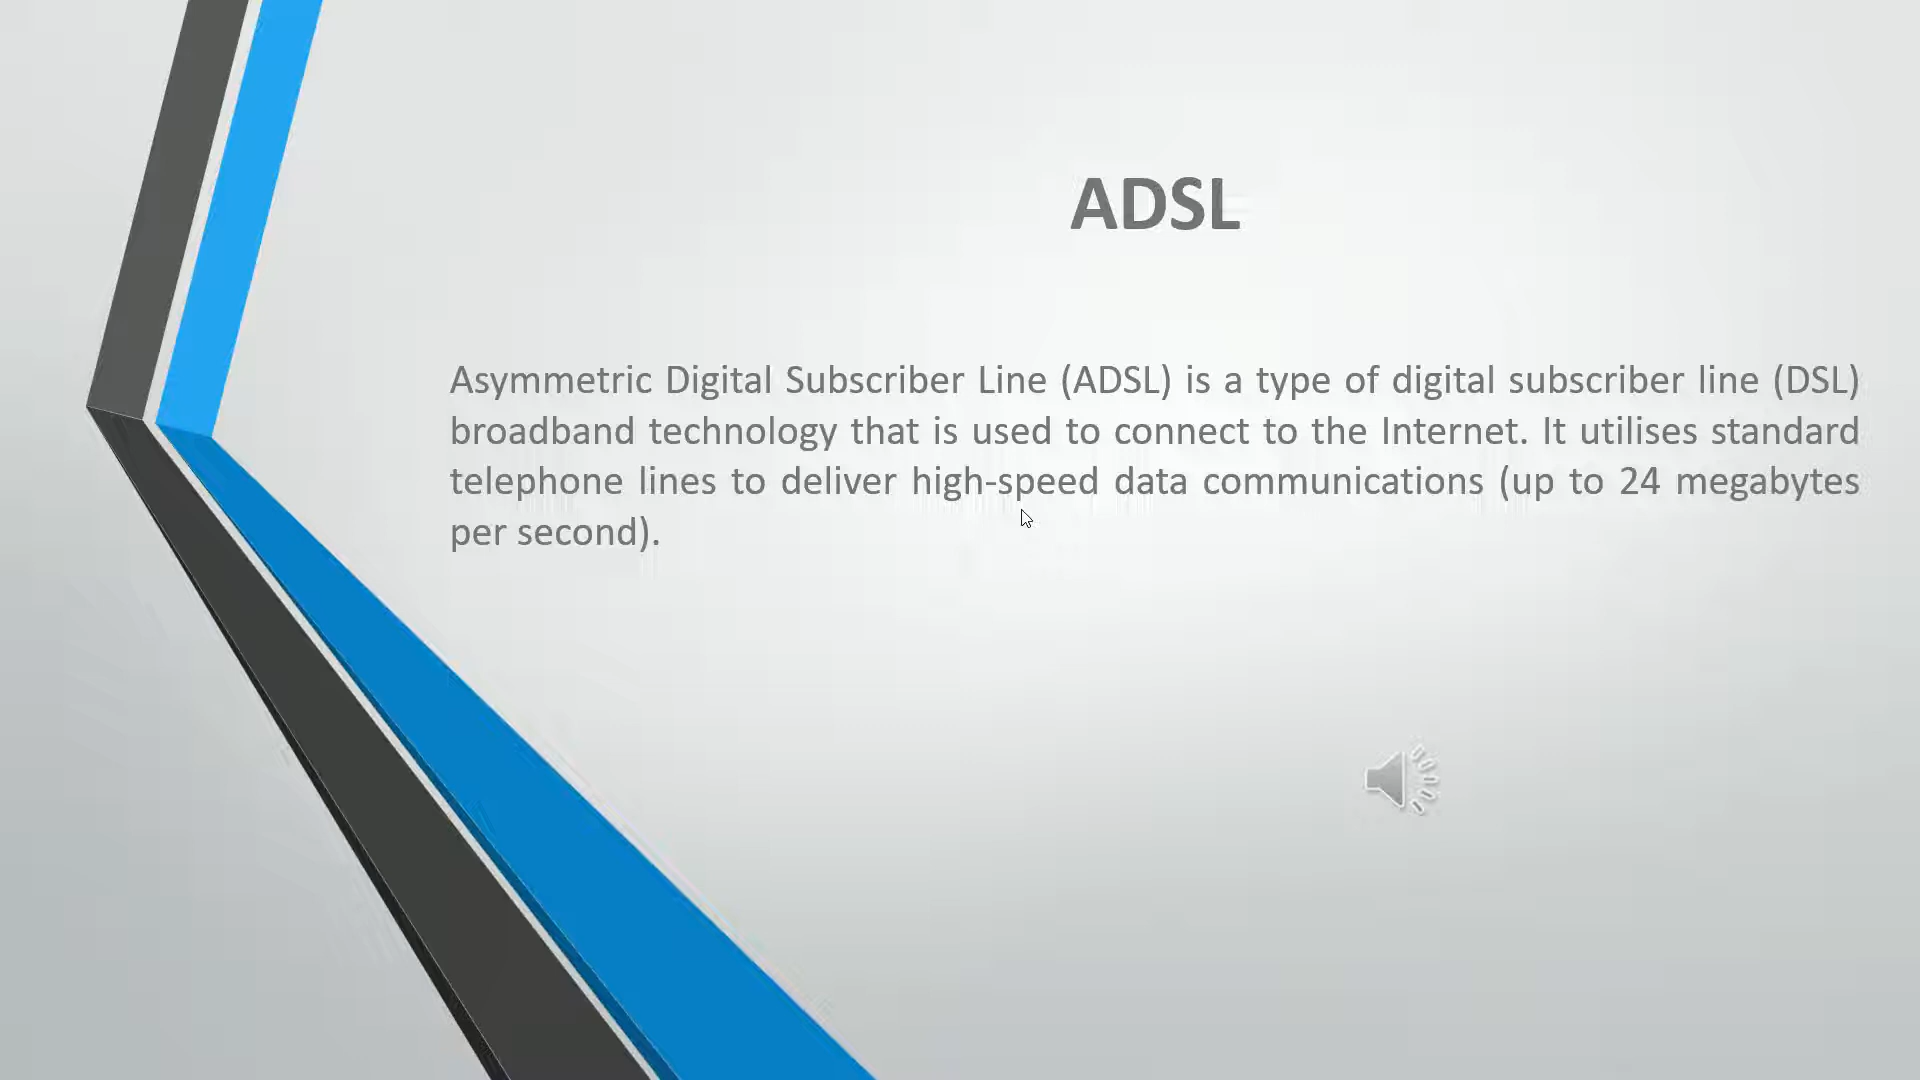 ADSL
Asymmetric Digital Subscriber Line (ADSL) is a type of digital subscriber line (DSL)
broadband technology that is used to connect to the Internet. It utilises standard
telephone lines to deliver high-speed data communications (up to 24 megabytes
per second).